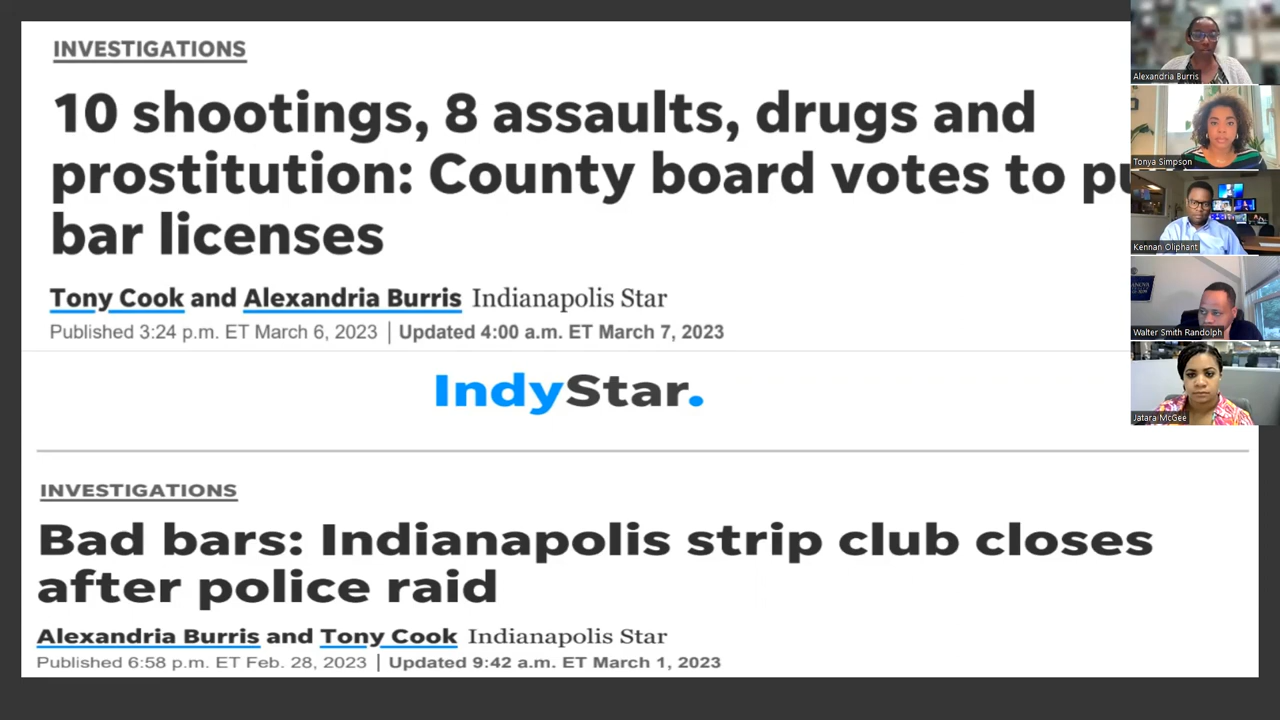 INVESTIGATIONS
10 shootings, 8 assaults, drugs and
prostitution: County board votes to
bar licenses
Tony Cook and Alexandria Burris Indianapolis Star
Published 3:24 p.m. ET March 6, 2023 | Updated 4:00 a.m. ET March 7, 2023
IndyStar.
INVESTIGATIONS
Bad bars: Indianapolis strip club closes
after police raid
Alexandria Burris and Tony Cook Indianapolis Star
Published 6:58 p.m. ET Feb. 28, 2023 | Updated 9:42 a.m. ET March 1, 2023
Alexandria Burris
Tonya Simpson
Kennan Oliphant
Walter Smith Randolph
Jatara McGee